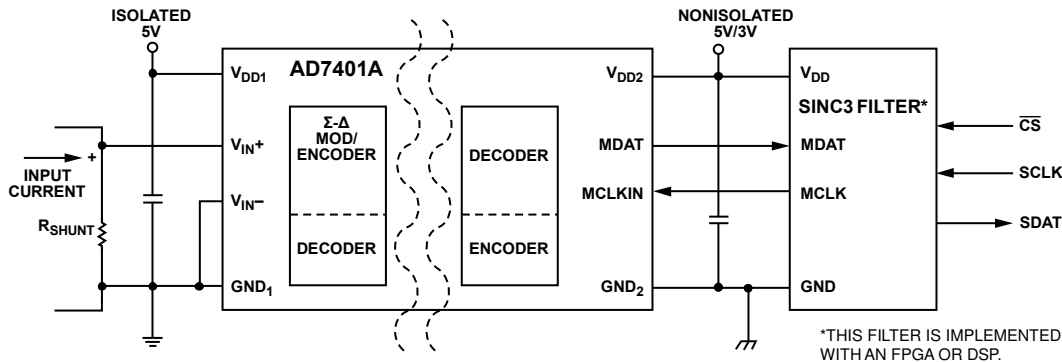 ISOLATED
5V
NONISOLATED
5V/3V
AD7401A
VDD1
VIN+
VIN–
GND1
Σ-Δ
MOD/
ENCODER
DECODER
DECODER
ENCODER
VDD2
MDAT
MCLKIN
GND2
VDD
SINC3 FILTER*
MDAT
MCLK
GND
CS
SCLK
SDAT
+
INPUT
CURRENT
RSHUNT
*THIS FILTER IS IMPLEMENTED
WITH AN FPGA OR DSP.